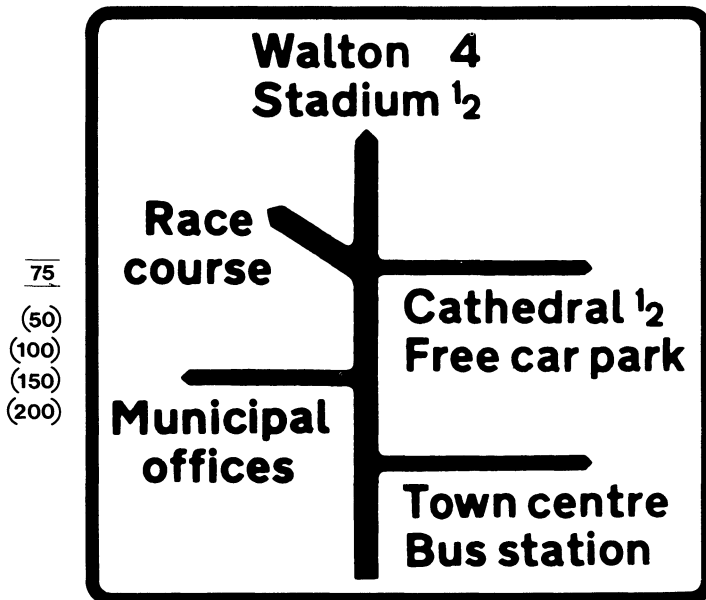 Walton 4
Stadium ½
Race
course
75
(50)
(100)
(150)
(200)
Cathedral ½
Free car park
Municipal
offices
Town centre
Bus station